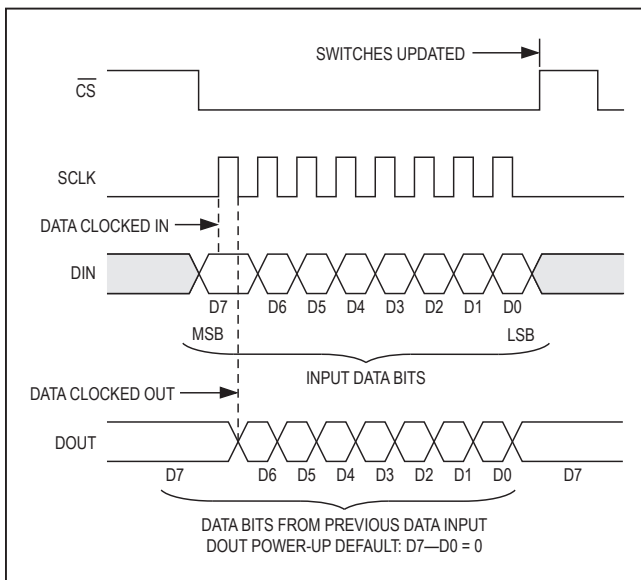 SWITCHES UPDATED
CS
SCLK
DATA CLOCKED IN
DIN
D7 D6 D5 D4 D3 D2 D1 D0
MSB LSB
INPUT DATA BITS
DATA CLOCKED OUT
DOUT
D7 D6 D5 D4 D3 D2 D1 D0 D7
DATA BITS FROM PREVIOUS DATA INPUT
DOUT POWER-UP DEFAULT: D7—D0 = 0